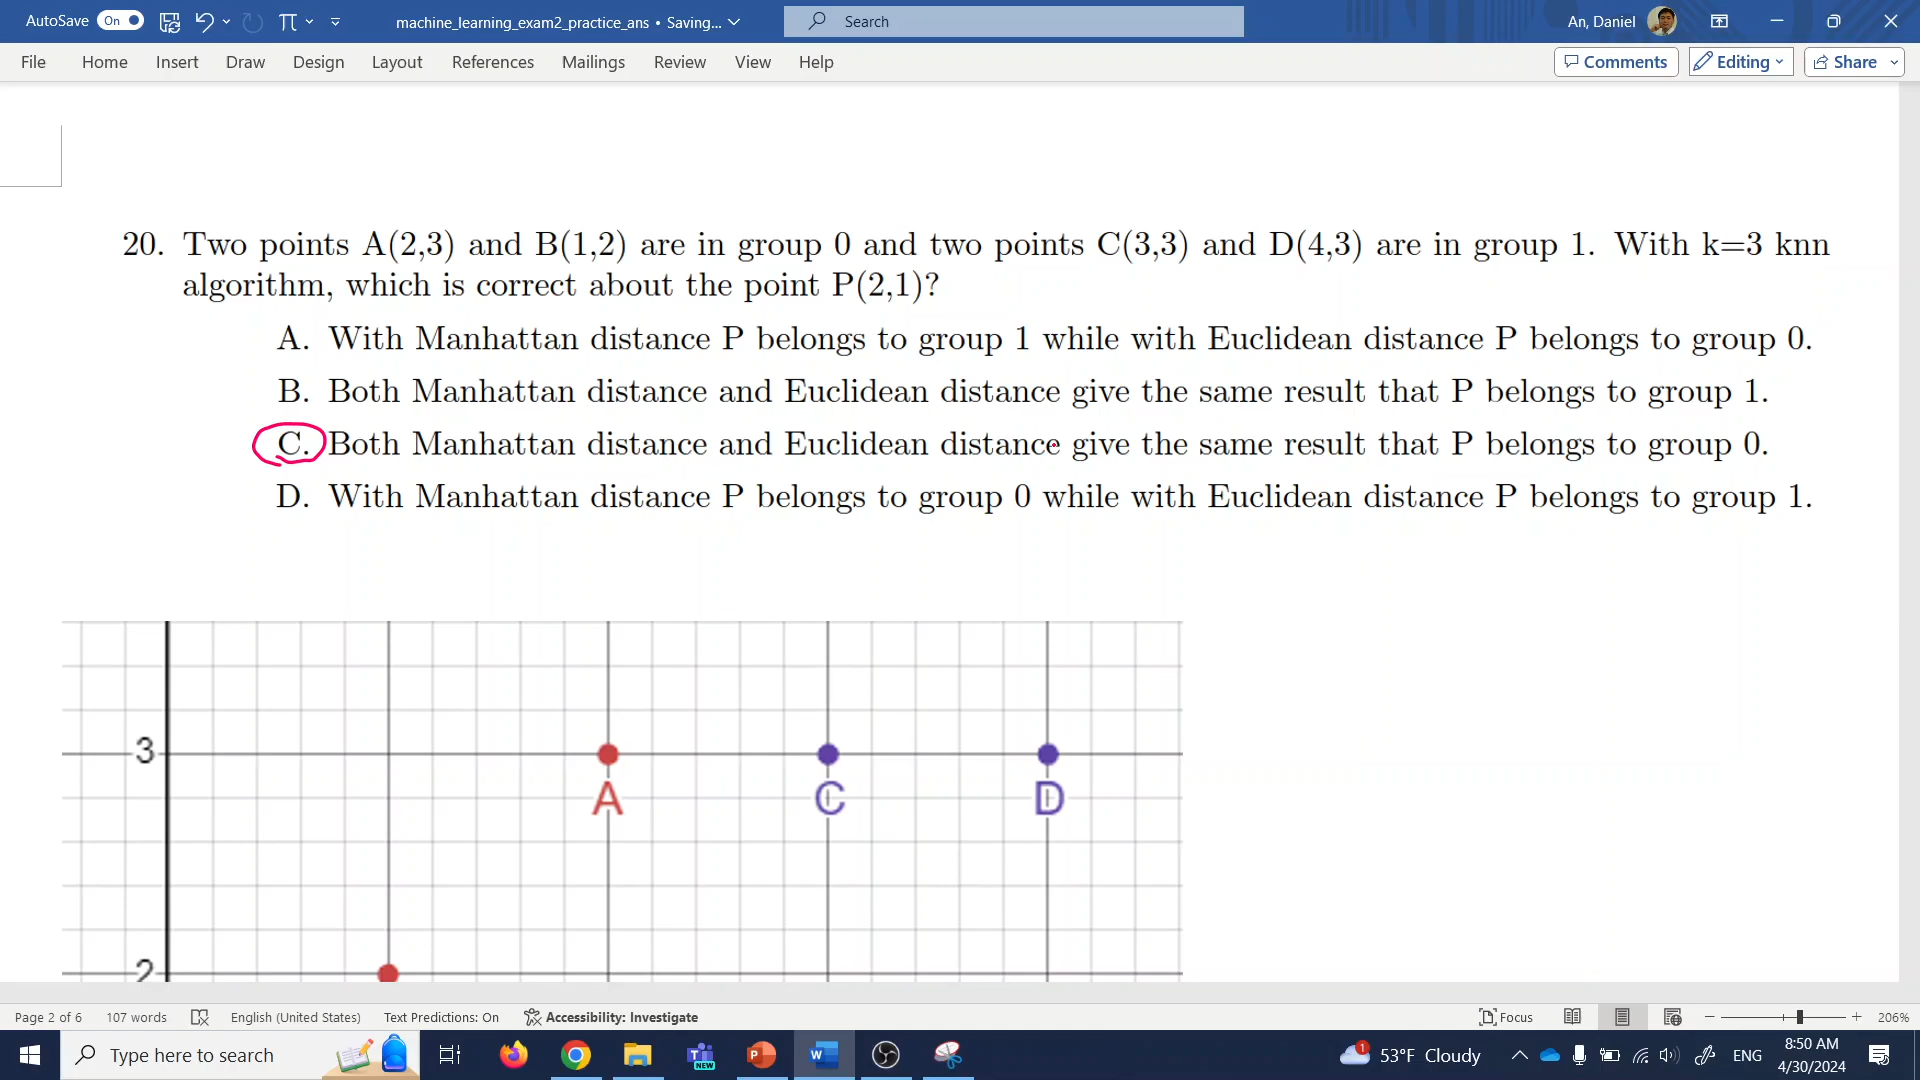 AutoSave On machine_learning_exam2_practice_ans • Saving... Search An, Daniel
File Home Insert Draw Design Layout References Mailings Review View Help Comments Editing Share
20. Two points A(2,3) and B(1,2) are in group 0 and two points C(3,3) and D(4,3) are in group 1. With k=3 knn
algorithm, which is correct about the point P(2,1)?
A. With Manhattan distance P belongs to group 1 while with Euclidean distance P belongs to group 0.
B. Both Manhattan distance and Euclidean distance give the same result that P belongs to group 1.
C. Both Manhattan distance and Euclidean distance give the same result that P belongs to group 0.
D. With Manhattan distance P belongs to group 0 while with Euclidean distance P belongs to group 1.
3
A C D
2
Page 2 of 6 107 words English (United States) Text Predictions: On Accessibility: Investigate Focus 206%
Type here to search NEW 1 53°F Cloudy ENG 8:50 AM
4/30/2024